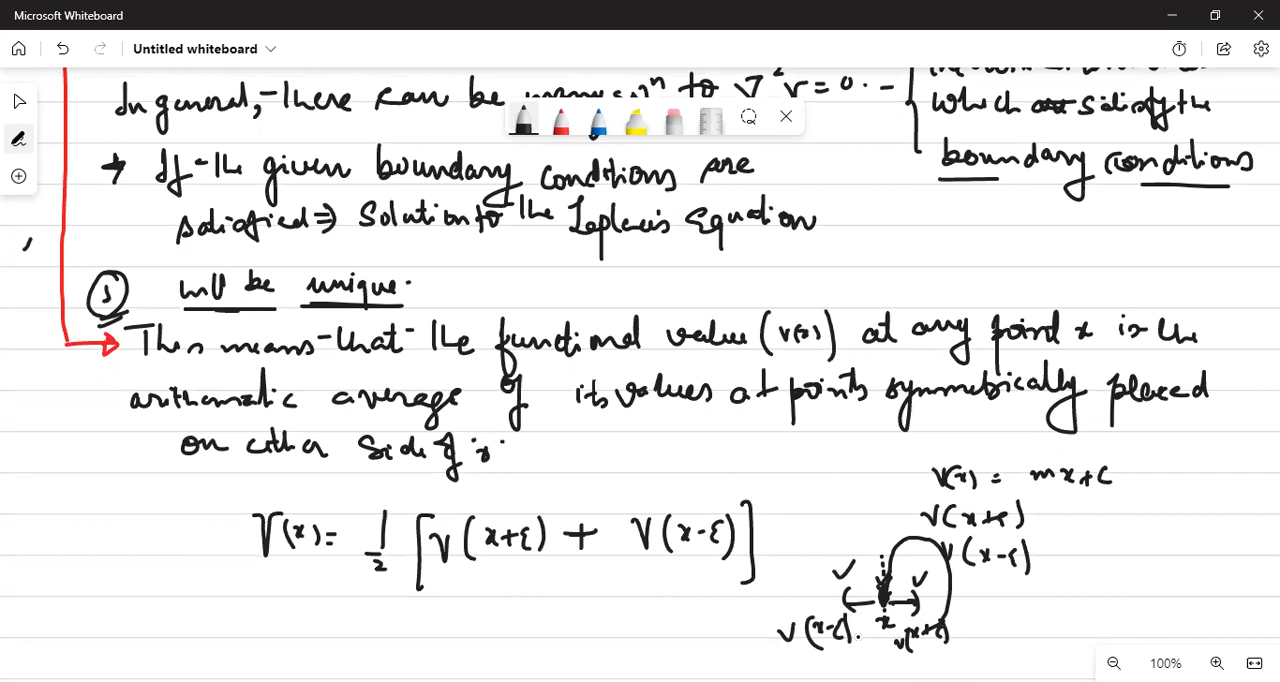 Microsoft Whiteboard
Untitled whiteboard
In general, there can be many solⁿ to ∇²V = 0.
which satisfy the
boundary conditions
→ If the given boundary conditions are
satisfied ⇒ Solution to the Laplace's Equation
① will be unique.
This means that the functional value (V(x)) at any point x is the
arithmatic average of its values at points symmetrically placed
on either side of 'x'.
V(x) = mx + C
V(x+ε)
V(x) = 1/2 [V(x+ε) + V(x-ε)]
V(x-ε)
V(x-ε). x V(x+ε)
100%